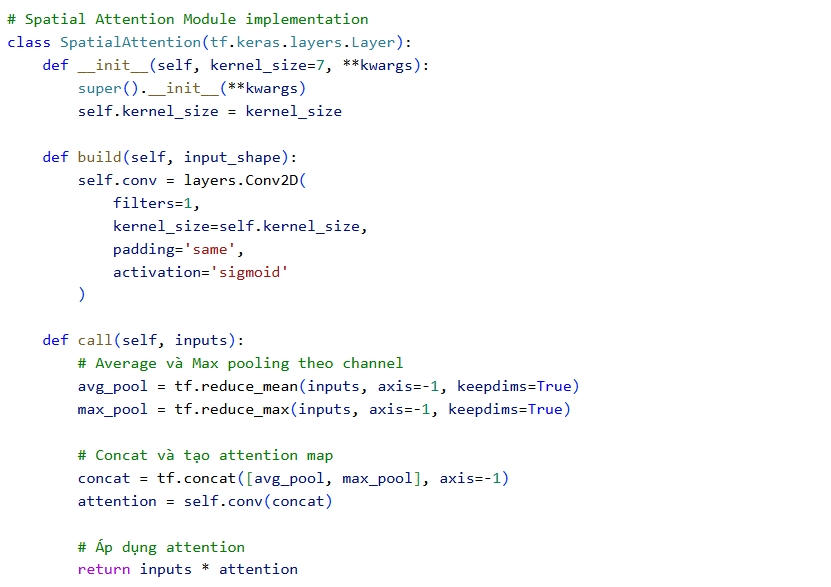 # Spatial Attention Module implementation
class SpatialAttention(tf.keras.layers.Layer):
    def __init__(self, kernel_size=7, **kwargs):
        super().__init__(**kwargs)
        self.kernel_size = kernel_size

    def build(self, input_shape):
        self.conv = layers.Conv2D(
            filters=1,
            kernel_size=self.kernel_size,
            padding='same',
            activation='sigmoid'
        )

    def call(self, inputs):
        # Average và Max pooling theo channel
        avg_pool = tf.reduce_mean(inputs, axis=-1, keepdims=True)
        max_pool = tf.reduce_max(inputs, axis=-1, keepdims=True)

        # Concat và tạo attention map
        concat = tf.concat([avg_pool, max_pool], axis=-1)
        attention = self.conv(concat)

        # Áp dụng attention
        return inputs * attention